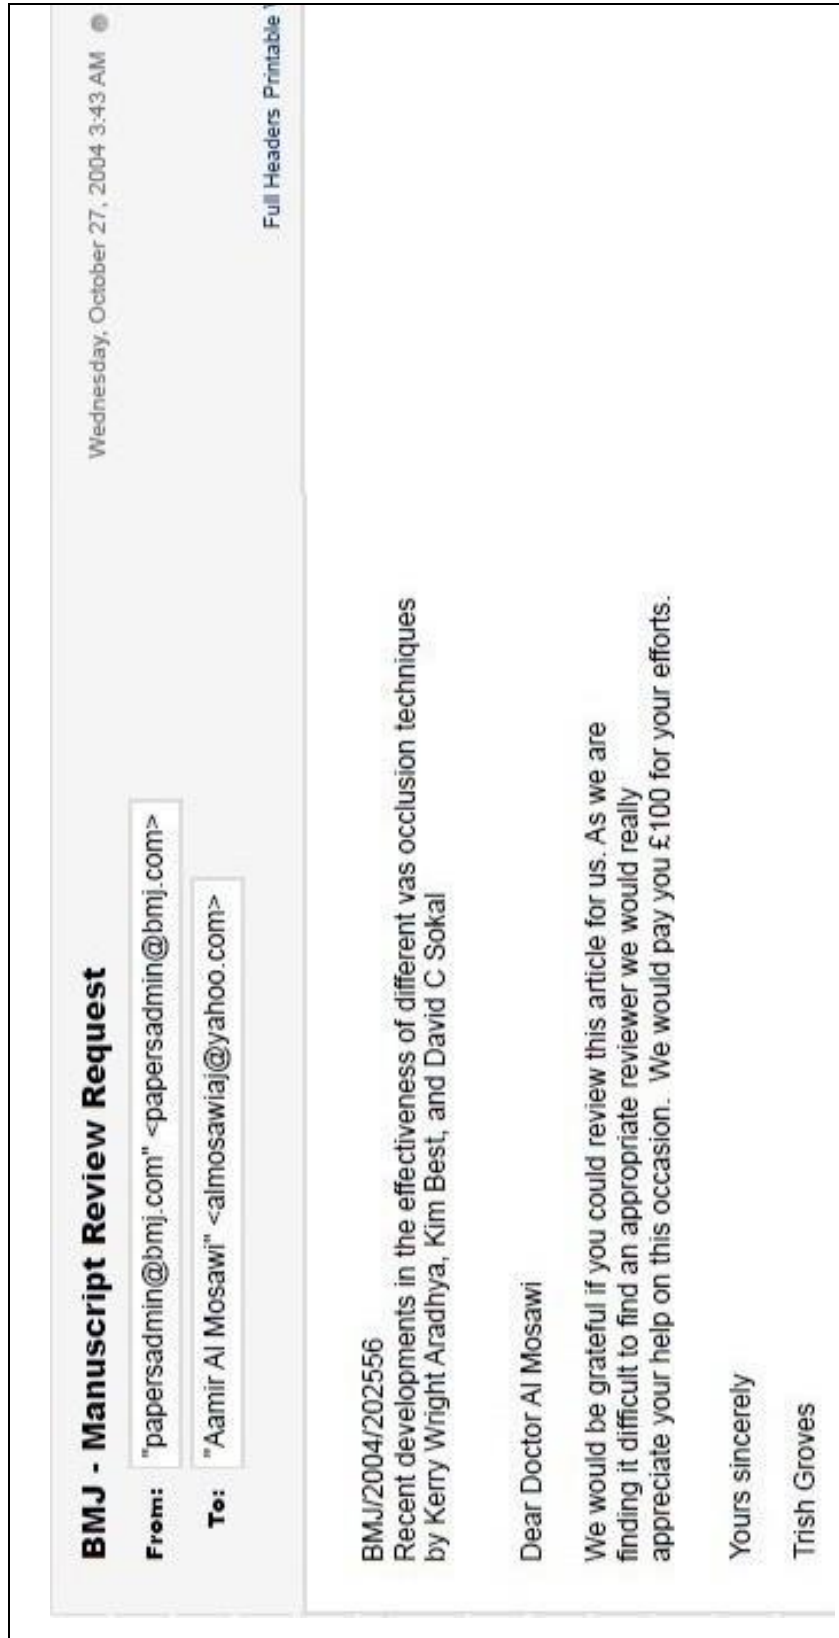 BMJ - Manuscript Review Request
Wednesday, October 27, 2004 3:43 AM
From: "papersadmin@bmj.com" <papersadmin@bmj.com>
To: "Aamir Al Mosawi" <almosawiaj@yahoo.com>
Full Headers Printable
BMJ/2004/202556
Recent developments in the effectiveness of different vas occlusion techniques
by Kerry Wright Aradhya, Kim Best, and David C Sokal
Dear Doctor Al Mosawi
We would be grateful if you could review this article for us. As we are
finding it difficult to find an appropriate reviewer we would really
appreciate your help on this occasion. We would pay you £100 for your efforts.
Yours sincerely
Trish Groves